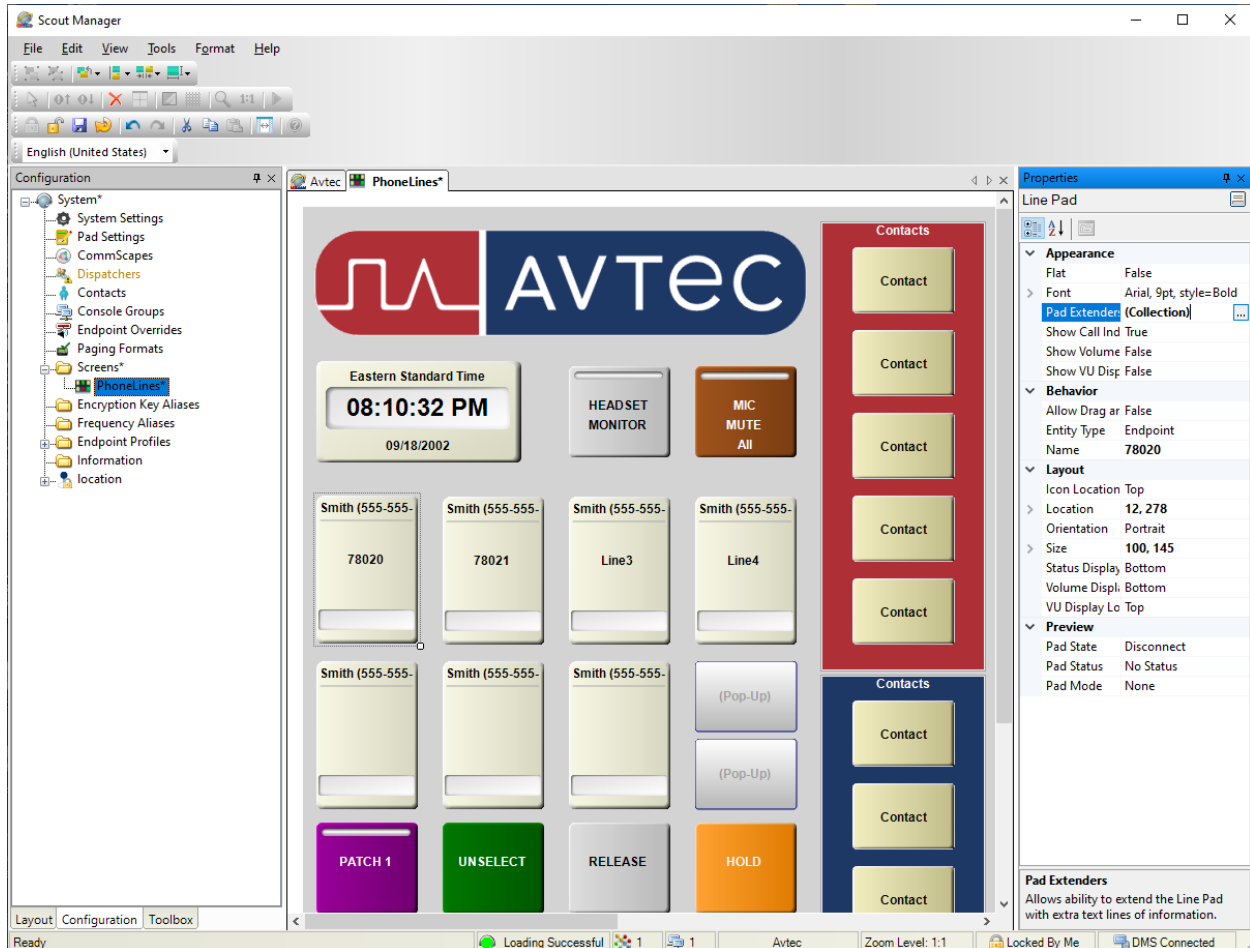 Scout Manager
File Edit View Tools Format Help
1:1
English (United States)
Configuration
System*
System Settings
Pad Settings
CommScapes
Dispatchers
Contacts
Console Groups
Endpoint Overrides
Paging Formats
Screens*
PhoneLines*
Encryption Key Aliases
Frequency Aliases
Endpoint Profiles
Information
location
Layout Configuration Toolbox
Avtec PhoneLines*
AVTEC
Eastern Standard Time
08:10:32 PM
09/18/2002
HEADSET
MONITOR
MIC
MUTE
All
Smith (555-555- Smith (555-555- Smith (555-555- Smith (555-555-
78020 78021 Line3 Line4
Smith (555-555- Smith (555-555- Smith (555-555-
(Pop-Up)
(Pop-Up)
PATCH 1 UNSELECT RELEASE HOLD
Contacts
Contact
Contact
Contact
Contact
Contact
Contacts
Contact
Contact
Contact
Properties
Line Pad
Appearance
Flat False
Font Arial, 9pt, style=Bold
Pad Extender (Collection) ...
Show Call Ind True
Show Volume False
Show VU Disp False
Behavior
Allow Drag ar False
Entity Type Endpoint
Name 78020
Layout
Icon Location Top
Location 12, 278
Orientation Portrait
Size 100, 145
Status Display Bottom
Volume Displ Bottom
VU Display Lo Top
Preview
Pad State Disconnect
Pad Status No Status
Pad Mode None
Pad Extenders
Allows ability to extend the Line Pad
with extra text lines of information.
Ready Loading Successful 1 1 Avtec Zoom Level: 1:1 Locked By Me DMS Connected